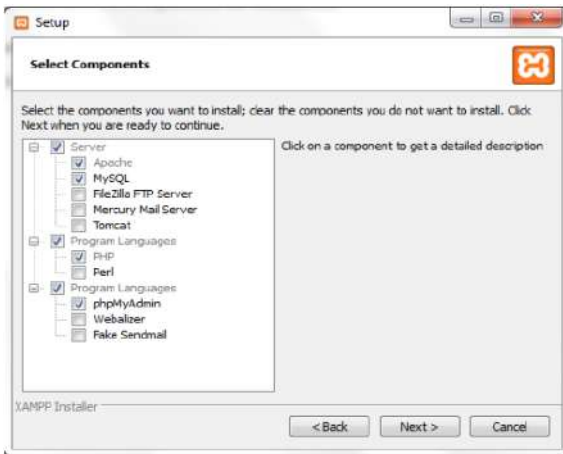 Setup
Select Components
Select the components you want to install; clear the components you do not want to install. Click
Next when you are ready to continue.
Server
Apache
MySQL
FileZilla FTP Server
Mercury Mail Server
Tomcat
Program Languages
PHP
Perl
Program Languages
phpMyAdmin
Webalizer
Fake Sendmail
Click on a component to get a detailed description
XAMPP Installer
< Back
Next >
Cancel